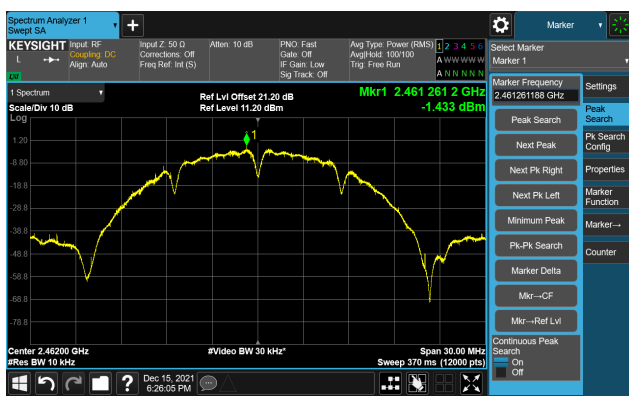 Spectrum Analyzer 1
Swept SA
Marker
KEYSIGHT
L
Input: RF
Coupling: DC
Align: Auto
Input Z: 50 Ω
Corrections: Off
Freq Ref: Int (S)
Atten: 10 dB
PNO: Fast
Gate: Off
IF Gain: Low
Sig Track: Off
Avg Type: Power (RMS)
Avg|Hold: 100/100
Trig: Free Run
1 2 3 4 5 6
A W W W W W
A N N N N N
Select Marker
Marker 1
1 Spectrum
Scale/Div 10 dB
Log
Ref Lvl Offset 21.20 dB
Ref Level 11.20 dBm
Mkr1 2.461 261 2 GHz
-1.433 dBm
1
1.20
-8.80
-18.8
-28.8
-38.8
-48.8
-58.8
-68.8
-78.8
Center 2.46200 GHz
#Res BW 10 kHz
#Video BW 30 kHz*
Span 30.00 MHz
Sweep 370 ms (12000 pts)
Marker Frequency
2.461261188 GHz
Peak Search
Next Peak
Next Pk Right
Next Pk Left
Minimum Peak
Pk-Pk Search
Marker Delta
Mkr→CF
Mkr→Ref Lvl
Continuous Peak
Search
On
Off
Settings
Peak
Search
Pk Search
Config
Properties
Marker
Function
Marker→
Counter
?
Dec 15, 2021
6:26:05 PM